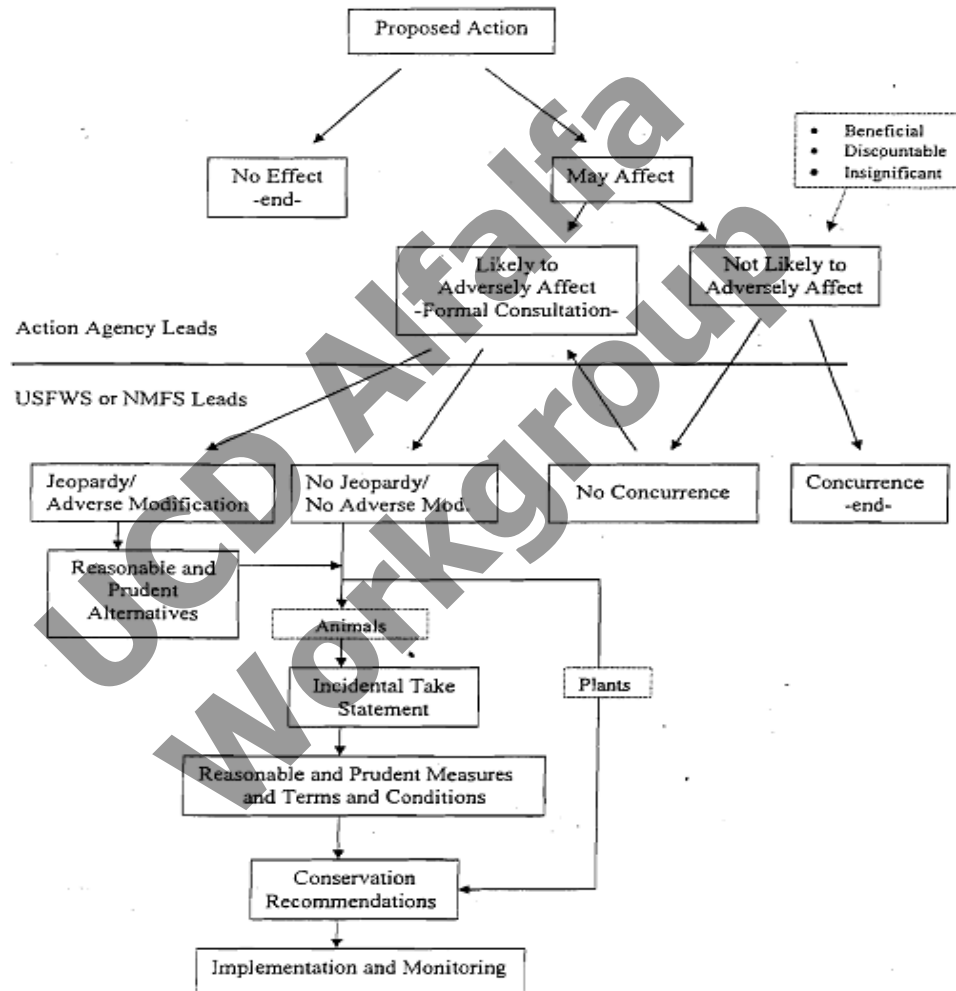 Proposed Action
No Effect
-end-
May Affect
• Beneficial
• Discountable
• Insignificant
Likely to
Adversely Affect
-Formal Consultation-
Not Likely to
Adversely Affect
Action Agency Leads
USFWS or NMFS Leads
Jeopardy/
Adverse Modification
No Jeopardy/
No Adverse Mod.
No Concurrence
Concurrence
-end-
Reasonable and
Prudent
Alternatives
Animals
Plants
Incidental Take
Statement
Reasonable and Prudent Measures
and Terms and Conditions
Conservation
Recommendations
Implementation and Monitoring
UCD Alfalfa
Workgroup